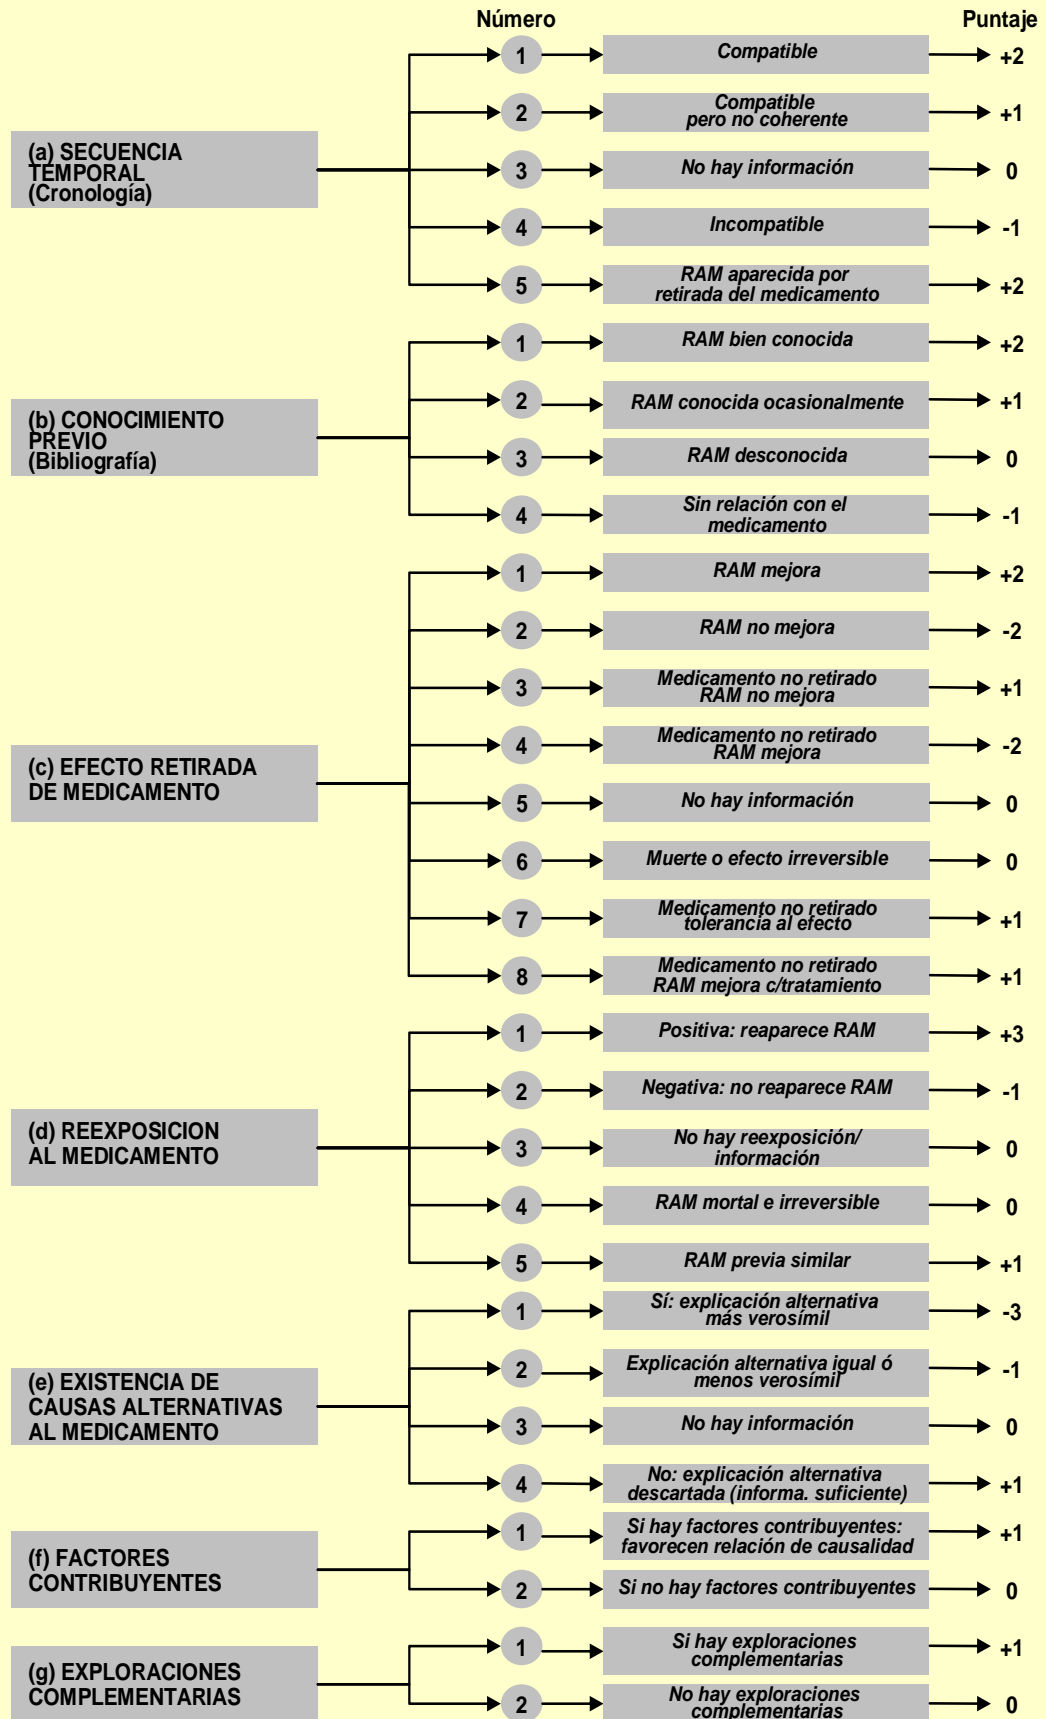 Número
Puntaje
(a) SECUENCIA
TEMPORAL
(Cronología)
1 Compatible +2
2 Compatible
pero no coherente +1
3 No hay información 0
4 Incompatible -1
5 RAM aparecida por
retirada del medicamento +2
(b) CONOCIMIENTO
PREVIO
(Bibliografía)
1 RAM bien conocida +2
2 RAM conocida ocasionalmente +1
3 RAM desconocida 0
4 Sin relación con el
medicamento -1
(c) EFECTO RETIRADA
DE MEDICAMENTO
1 RAM mejora +2
2 RAM no mejora -2
3 Medicamento no retirado
RAM no mejora +1
4 Medicamento no retirado
RAM mejora -2
5 No hay información 0
6 Muerte o efecto irreversible 0
7 Medicamento no retirado
tolerancia al efecto +1
8 Medicamento no retirado
RAM mejora c/tratamiento +1
(d) REEXPOSICION
AL MEDICAMENTO
1 Positiva: reaparece RAM +3
2 Negativa: no reaparece RAM -1
3 No hay reexposición/
información 0
4 RAM mortal e irreversible 0
5 RAM previa similar +1
(e) EXISTENCIA DE
CAUSAS ALTERNATIVAS
AL MEDICAMENTO
1 Sí: explicación alternativa
más verosímil -3
2 Explicación alternativa igual ó
menos verosímil -1
3 No hay información 0
4 No: explicación alternativa
descartada (informa. suficiente) +1
(f) FACTORES
CONTRIBUYENTES
1 Si hay factores contribuyentes:
favorecen relación de causalidad +1
2 Si no hay factores contribuyentes 0
(g) EXPLORACIONES
COMPLEMENTARIAS
1 Si hay exploraciones
complementarias +1
2 No hay exploraciones
complementarias 0